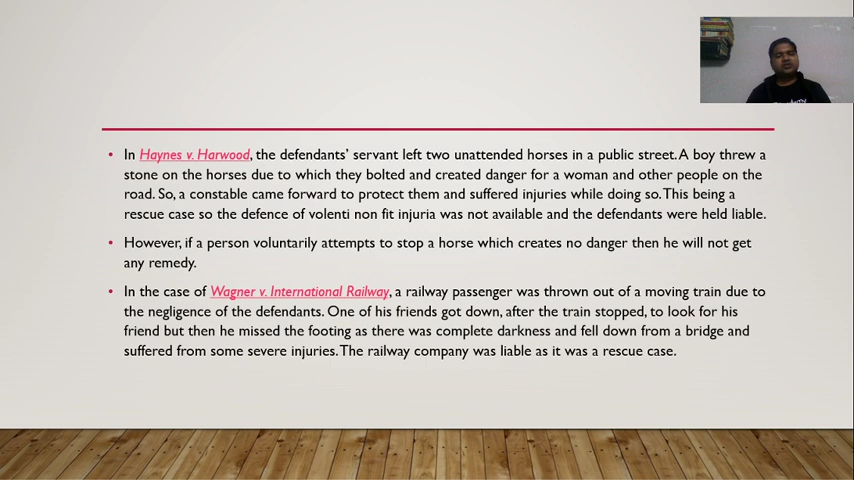 • In Haynes v. Harwood, the defendants' servant left two unattended horses in a public street. A boy threw a
stone on the horses due to which they bolted and created danger for a woman and other people on the
road. So, a constable came forward to protect them and suffered injuries while doing so. This being a
rescue case so the defence of volenti non fit injuria was not available and the defendants were held liable.
• However, if a person voluntarily attempts to stop a horse which creates no danger then he will not get
any remedy.
• In the case of Wagner v. International Railway, a railway passenger was thrown out of a moving train due to
the negligence of the defendants. One of his friends got down, after the train stopped, to look for his
friend but then he missed the footing as there was complete darkness and fell down from a bridge and
suffered from some severe injuries. The railway company was liable as it was a rescue case.